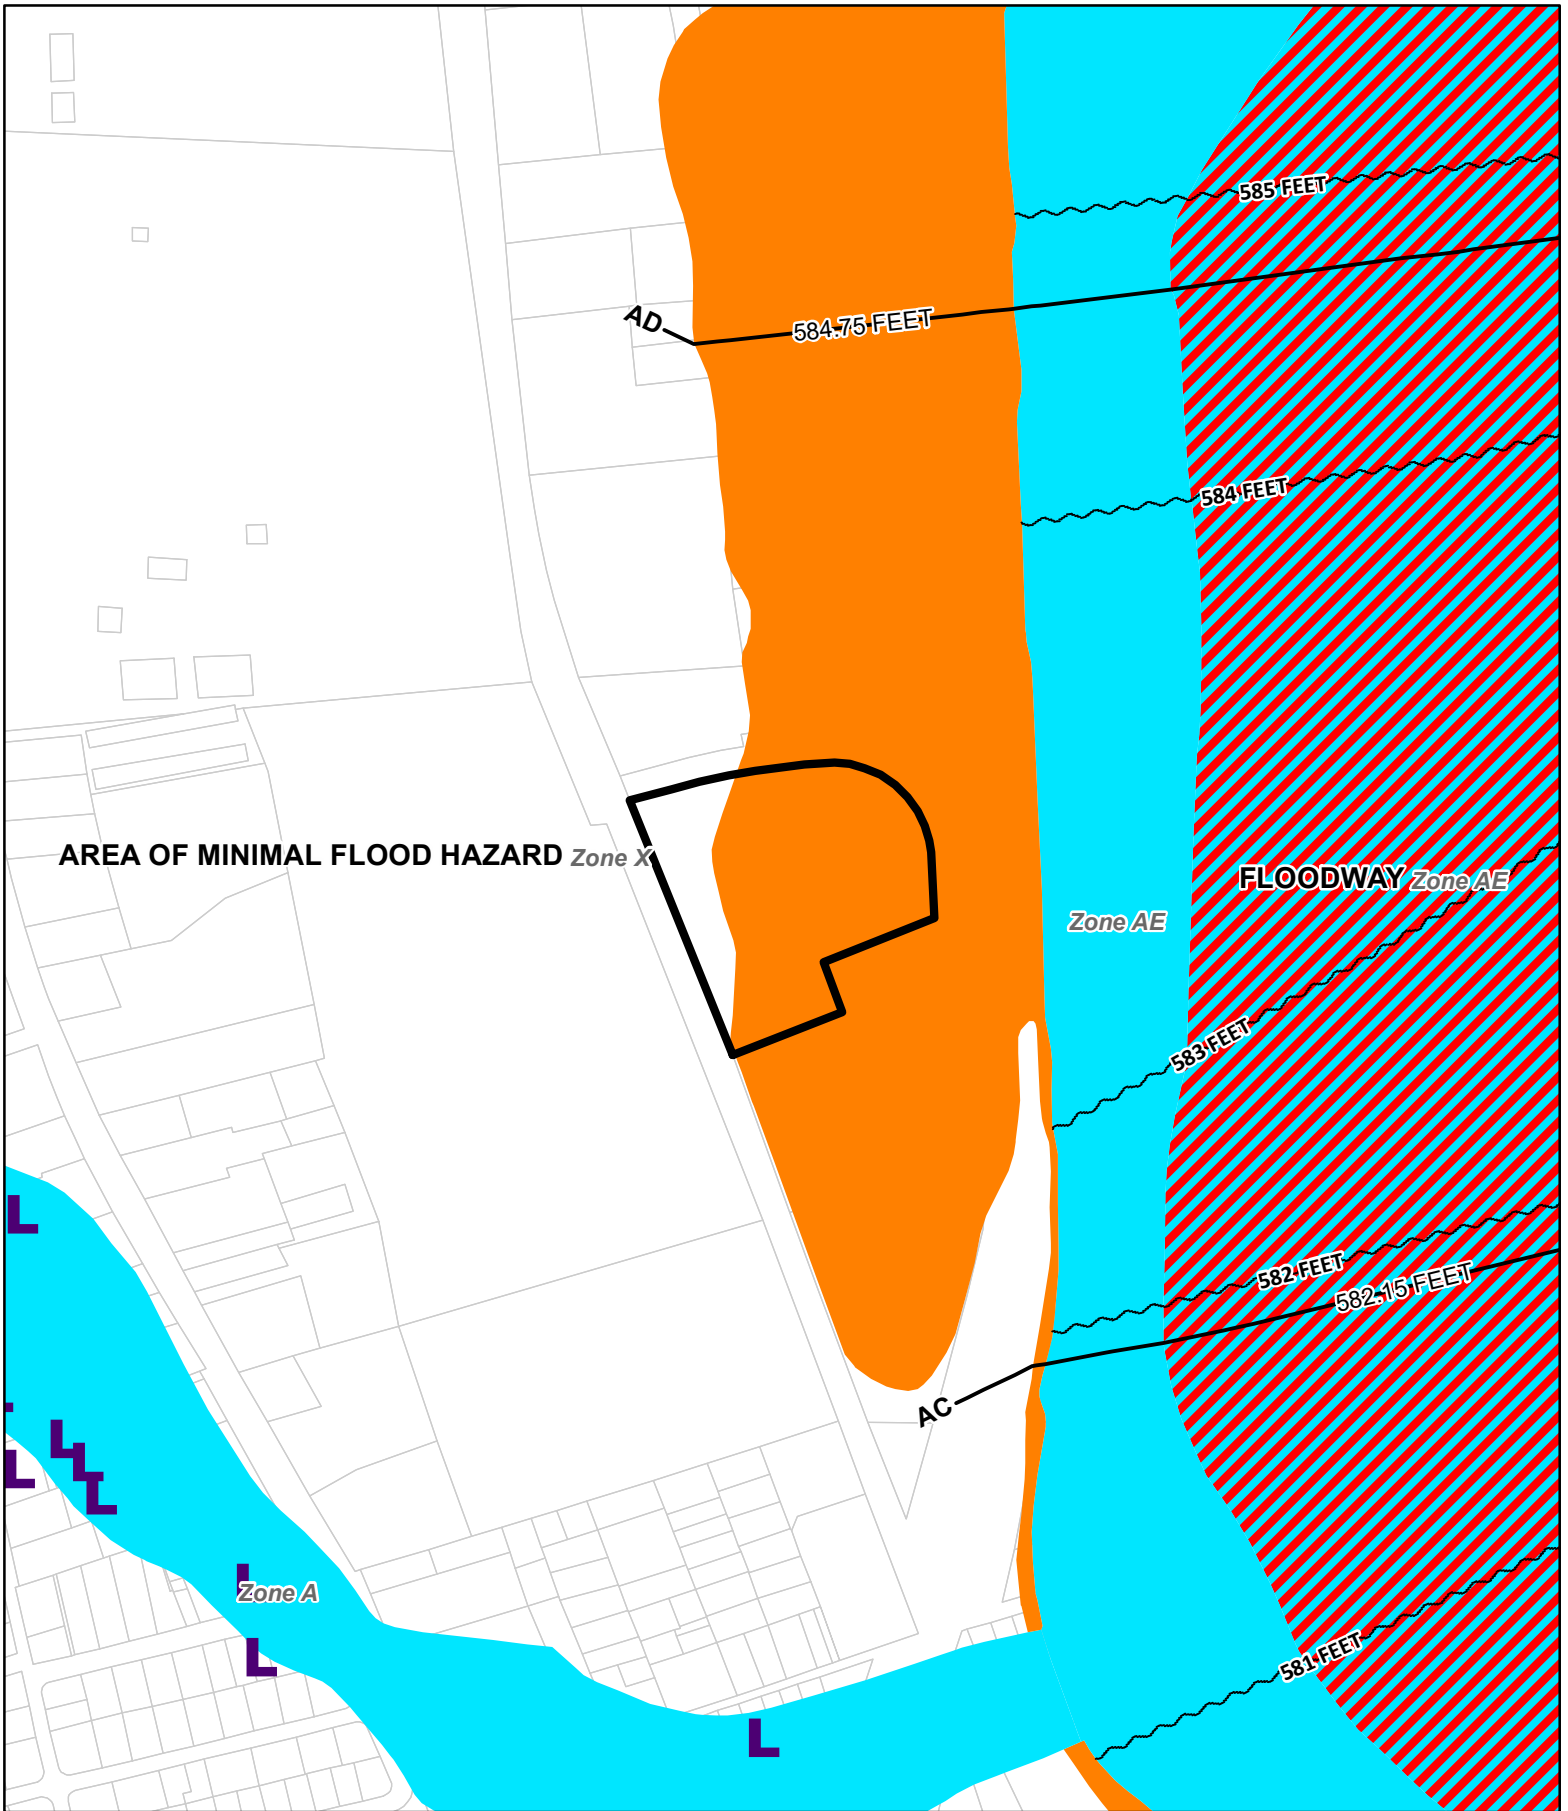 585 FEET
AD
584.75 FEET
584 FEET
AREA OF MINIMAL FLOOD HAZARD Zone X
FLOODWAY Zone AE
Zone AE
583 FEET
L
582 FEET
582.15 FEET
AC
L
L
L
L
L
Zone A
L
581 FEET
L